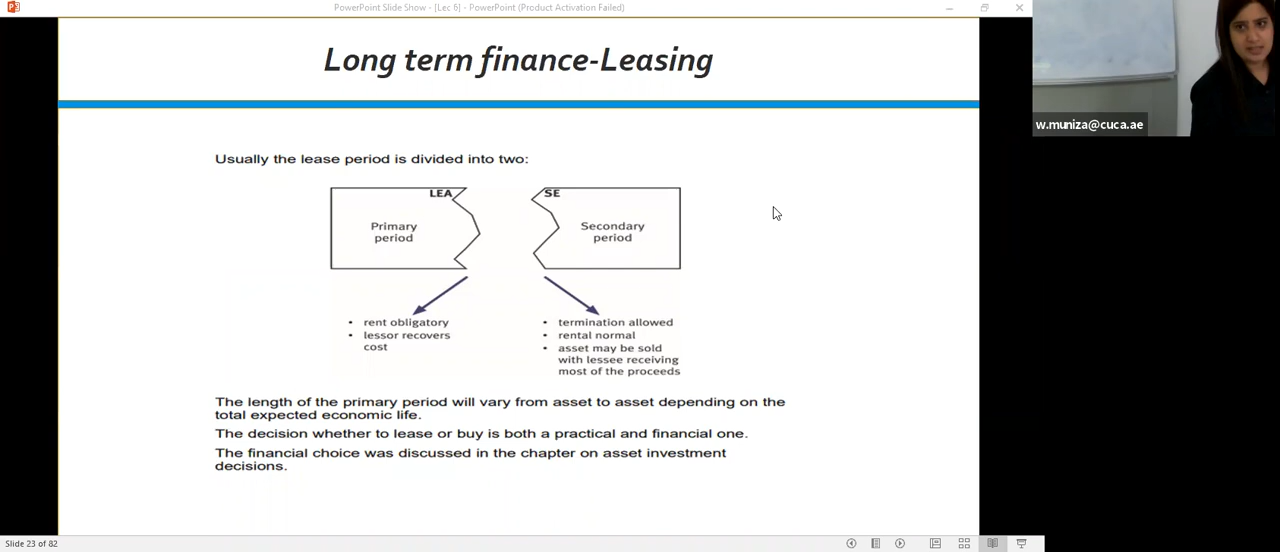 PowerPoint Slide Show - [Lec 6] - PowerPoint (Product Activation Failed)
Long term finance-Leasing
w.muniza@cuca.ae
Usually the lease period is divided into two:
LEA
SE
Primary
period
Secondary
period
• rent obligatory
• lessor recovers
cost
• termination allowed
• rental normal
• asset may be sold
with lessee receiving
most of the proceeds
The length of the primary period will vary from asset to asset depending on the
total expected economic life.
The decision whether to lease or buy is both a practical and financial one.
The financial choice was discussed in the chapter on asset investment
decisions.
Slide 23 of 82